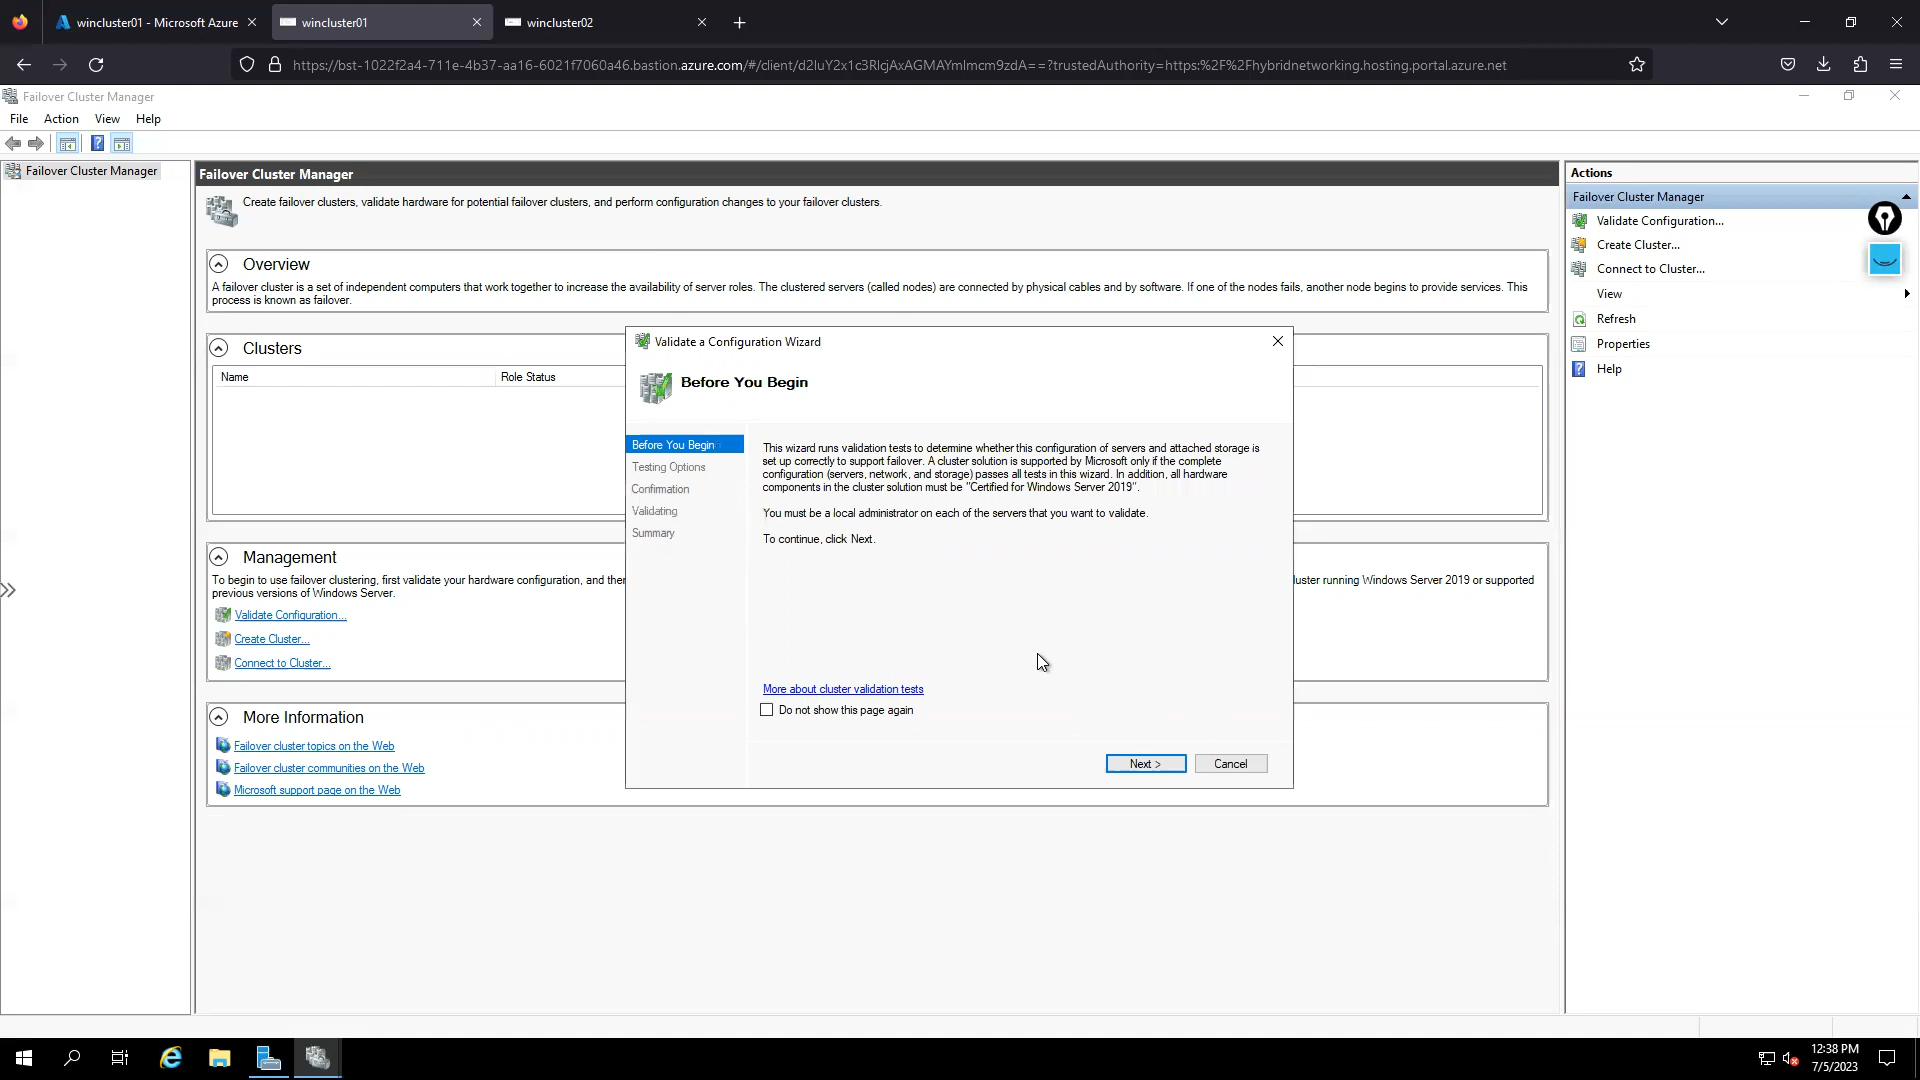 wincluster01 - Microsoft Azure
wincluster01
wincluster02
https://bst-1022f2a4-711e-4b37-aa16-6021f7060a46.bastion.azure.com/#/client/d2luY2x1c3RlcjAxAGMAYmlmcm9zdA==?trustedAuthority=https:%2F%2Fhybridnetworking.hosting.portal.azure.net
Failover Cluster Manager
File Action View Help
Failover Cluster Manager
Failover Cluster Manager
Create failover clusters, validate hardware for potential failover clusters, and perform configuration changes to your failover clusters.
Overview
A failover cluster is a set of independent computers that work together to increase the availability of server roles. The clustered servers (called nodes) are connected by physical cables and by software. If one of the nodes fails, another node begins to provide services. This
process is known as failover.
Clusters
Name Role Status
Management
To begin to use failover clustering, first validate your hardware configuration, and then
luster running Windows Server 2019 or supported
previous versions of Windows Server.
Validate Configuration...
Create Cluster...
Connect to Cluster...
More Information
Failover cluster topics on the Web
Failover cluster communities on the Web
Microsoft support page on the Web
Validate a Configuration Wizard
Before You Begin
Before You Begin
Testing Options
Confirmation
Validating
Summary
This wizard runs validation tests to determine whether this configuration of servers and attached storage is
set up correctly to support failover. A cluster solution is supported by Microsoft only if the complete
configuration (servers, network, and storage) passes all tests in this wizard. In addition, all hardware
components in the cluster solution must be "Certified for Windows Server 2019".
You must be a local administrator on each of the servers that you want to validate.
To continue, click Next.
More about cluster validation tests
Do not show this page again
Next >
Cancel
Actions
Failover Cluster Manager
Validate Configuration...
Create Cluster...
Connect to Cluster...
View
Refresh
Properties
Help
12:38 PM
7/5/2023